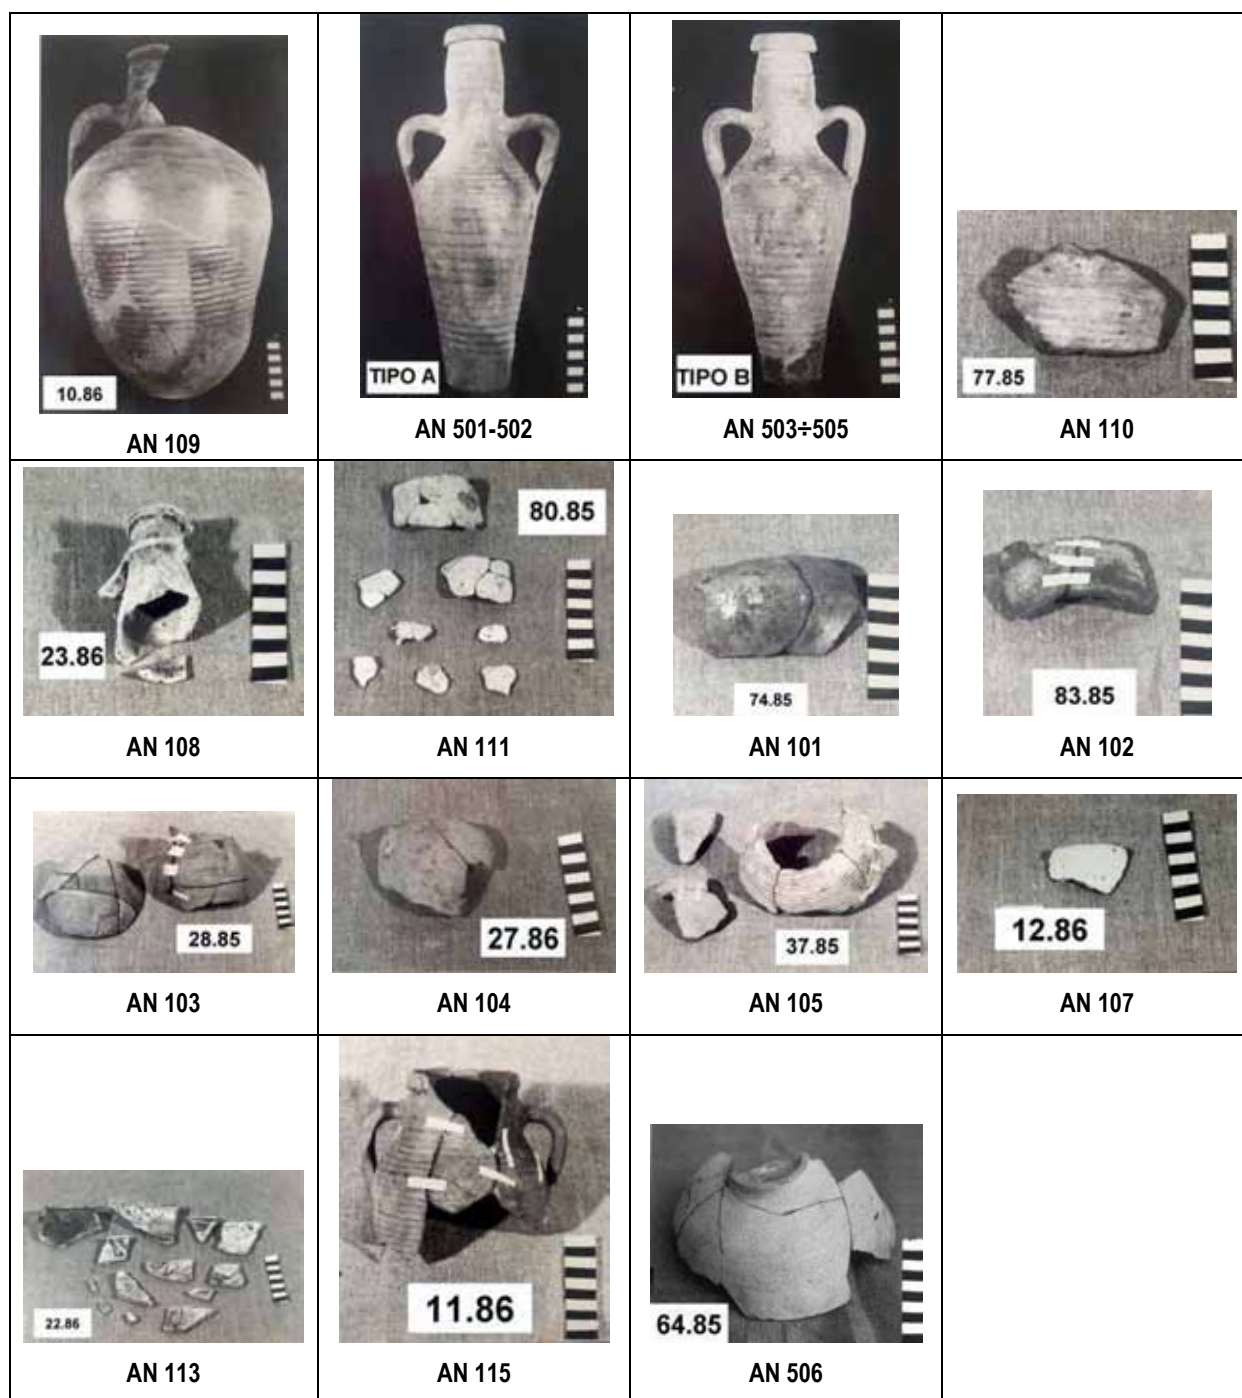 10.86
AN 109
TIPO A
AN 501-502
TIPO B
AN 503÷505
77.85
AN 110
23.86
AN 108
80.85
AN 111
74.85
AN 101
83.85
AN 102
28.85
AN 103
27.86
AN 104
37.85
AN 105
12.86
AN 107
22.86
AN 113
11.86
AN 115
64.85
AN 506